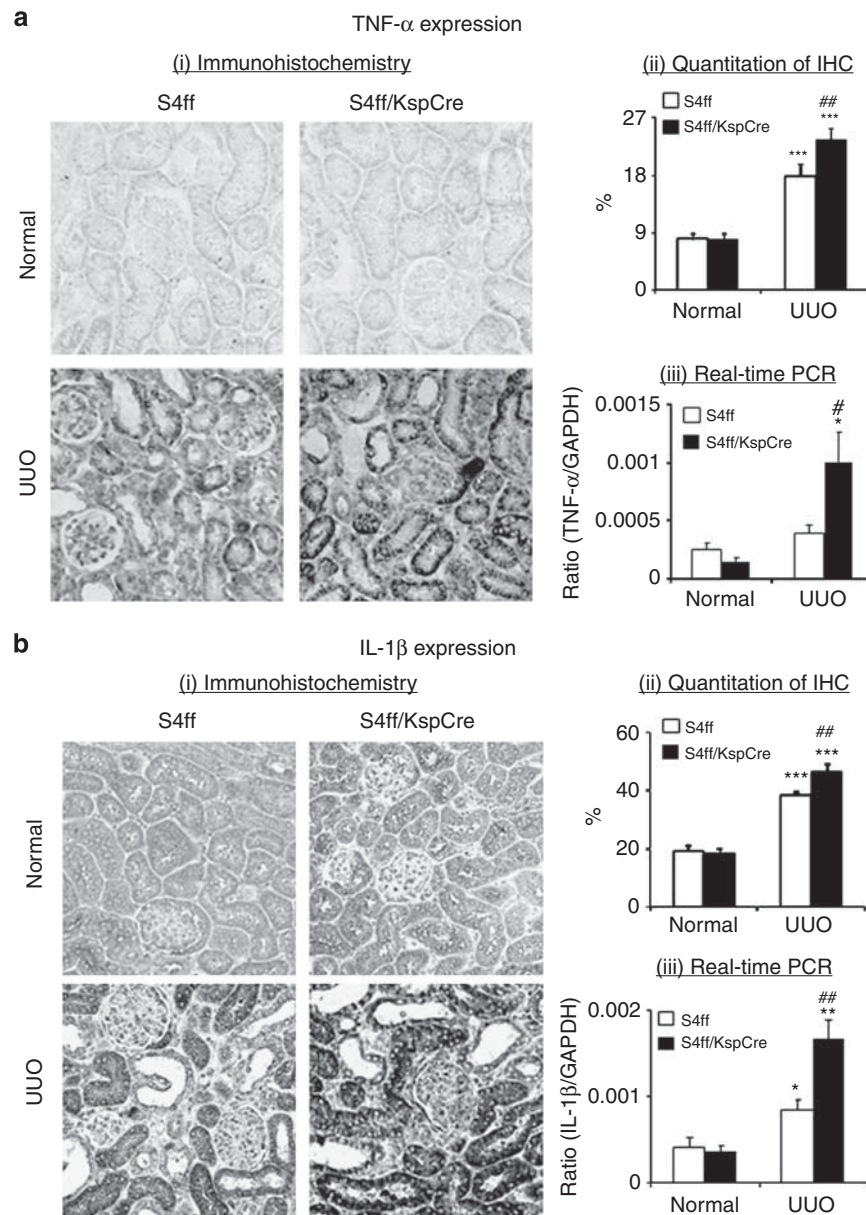 a
TNF-α expression
(i) Immunohistochemistry
S4ff
S4ff/KspCre
Normal
UUO
(ii) Quantitation of IHC
S4ff
S4ff/KspCre
27
18
9
0
%
***
##
***
Normal
UUO
(iii) Real-time PCR
Ratio (TNF-α/GAPDH)
0.0015
0.001
0.0005
0
S4ff
S4ff/KspCre
#
*
Normal
UUO
b
IL-1β expression
(i) Immunohistochemistry
S4ff
S4ff/KspCre
Normal
UUO
(ii) Quantitation of IHC
60
40
20
0
%
S4ff
S4ff/KspCre
***
##
***
Normal
UUO
(iii) Real-time PCR
Ratio (IL-1β/GAPDH)
0.002
0.001
0
S4ff
S4ff/KspCre
*
##
**
Normal
UUO